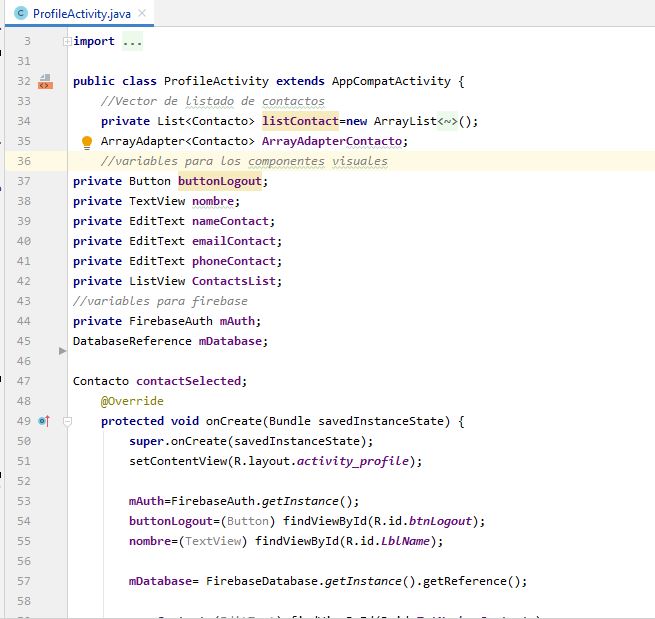 ProfileActivity.java
3 import ...
31
32 public class ProfileActivity extends AppCompatActivity {
33 //Vector de listado de contactos
34 private List<Contacto> listContact=new ArrayList<~>();
35 ArrayAdapter<Contacto> ArrayAdapterContacto;
36 //variables para los componentes visuales
37 private Button buttonLogout;
38 private TextView nombre;
39 private EditText nameContact;
40 private EditText emailContact;
41 private EditText phoneContact;
42 private ListView ContactsList;
43 //variables para firebase
44 private FirebaseAuth mAuth;
45 DatabaseReference mDatabase;
46
47 Contacto contactSelected;
48 @Override
49 protected void onCreate(Bundle savedInstanceState) {
50 super.onCreate(savedInstanceState);
51 setContentView(R.layout.activity_profile);
52
53 mAuth=FirebaseAuth.getInstance();
54 buttonLogout=(Button) findViewById(R.id.btnLogout);
55 nombre=(TextView) findViewById(R.id.LblName);
56
57 mDatabase= FirebaseDatabase.getInstance().getReference();
58